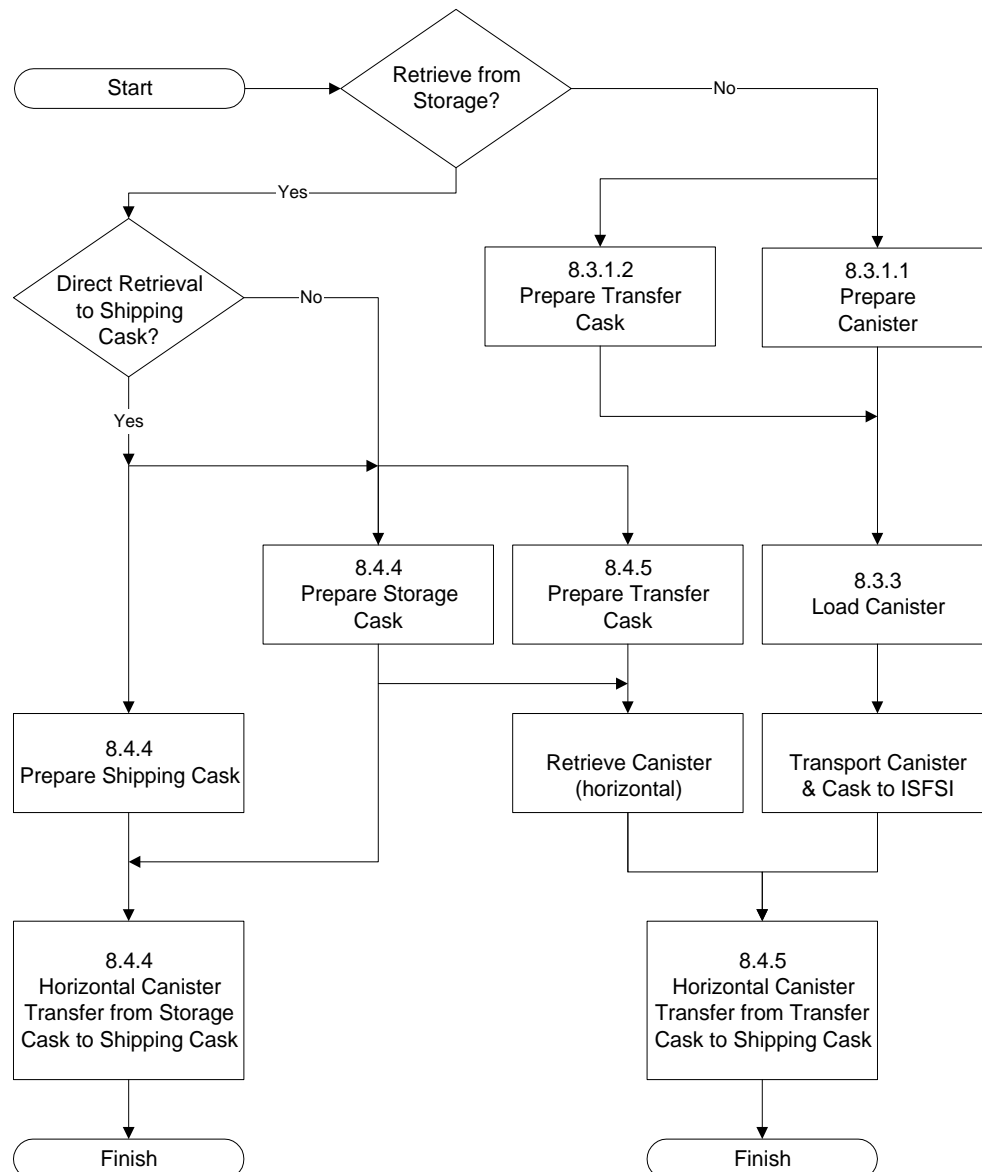 Start
Retrieve from
Storage?
No
Yes
Direct Retrieval
to Shipping
Cask?
No
Yes
8.3.1.2
Prepare Transfer
Cask
8.3.1.1
Prepare
Canister
8.4.4
Prepare Storage
Cask
8.4.5
Prepare Transfer
Cask
8.3.3
Load Canister
8.4.4
Prepare Shipping Cask
Retrieve Canister
(horizontal)
Transport Canister
& Cask to ISFSI
8.4.4
Horizontal Canister
Transfer from Storage
Cask to Shipping Cask
8.4.5
Horizontal Canister
Transfer from Transfer
Cask to Shipping Cask
Finish
Finish